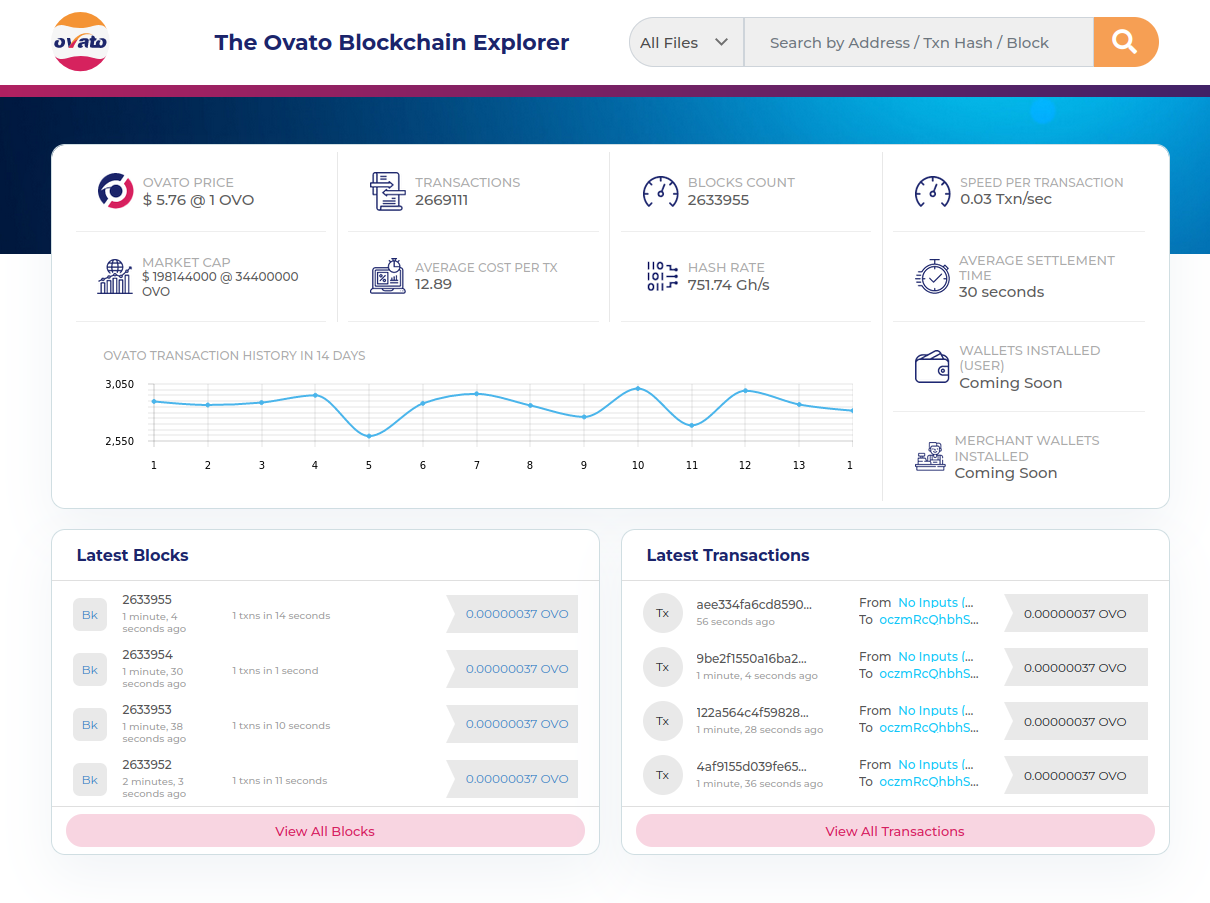 ovato
The Ovato Blockchain Explorer
All Files
Search by Address / Txn Hash / Block
OVATO PRICE
$ 5.76 @ 1 OVO
TRANSACTIONS
2669111
BLOCKS COUNT
2633955
SPEED PER TRANSACTION
0.03 Txn/sec
MARKET CAP
$ 198144000 @ 34400000
OVO
AVERAGE COST PER TX
12.89
HASH RATE
751.74 Gh/s
AVERAGE SETTLEMENT
TIME
30 seconds
OVATO TRANSACTION HISTORY IN 14 DAYS
3,050
2,550
1 2 3 4 5 6 7 8 9 10 11 12 13 1
WALLETS INSTALLED
(USER)
Coming Soon
MERCHANT WALLETS
INSTALLED
Coming Soon
Latest Blocks
Bk
2633955
1 minute, 4
seconds ago
1 txns in 14 seconds
0.00000037 OVO
Bk
2633954
1 minute, 30
seconds ago
1 txns in 1 second
0.00000037 OVO
Bk
2633953
1 minute, 38
seconds ago
1 txns in 10 seconds
0.00000037 OVO
Bk
2633952
2 minutes, 3
seconds ago
1 txns in 11 seconds
0.00000037 OVO
View All Blocks
Latest Transactions
Tx
aee334fa6cd8590...
56 seconds ago
From No Inputs (...
To oczmRcQhbhS...
0.00000037 OVO
Tx
9be2f1550a16ba2...
1 minute, 4 seconds ago
From No Inputs (...
To oczmRcQhbhS...
0.00000037 OVO
Tx
122a564c4f59828...
1 minute, 28 seconds ago
From No Inputs (...
To oczmRcQhbhS...
0.00000037 OVO
Tx
4af9155d039fe65...
1 minute, 36 seconds ago
From No Inputs (...
To oczmRcQhbhS...
0.00000037 OVO
View All Transactions